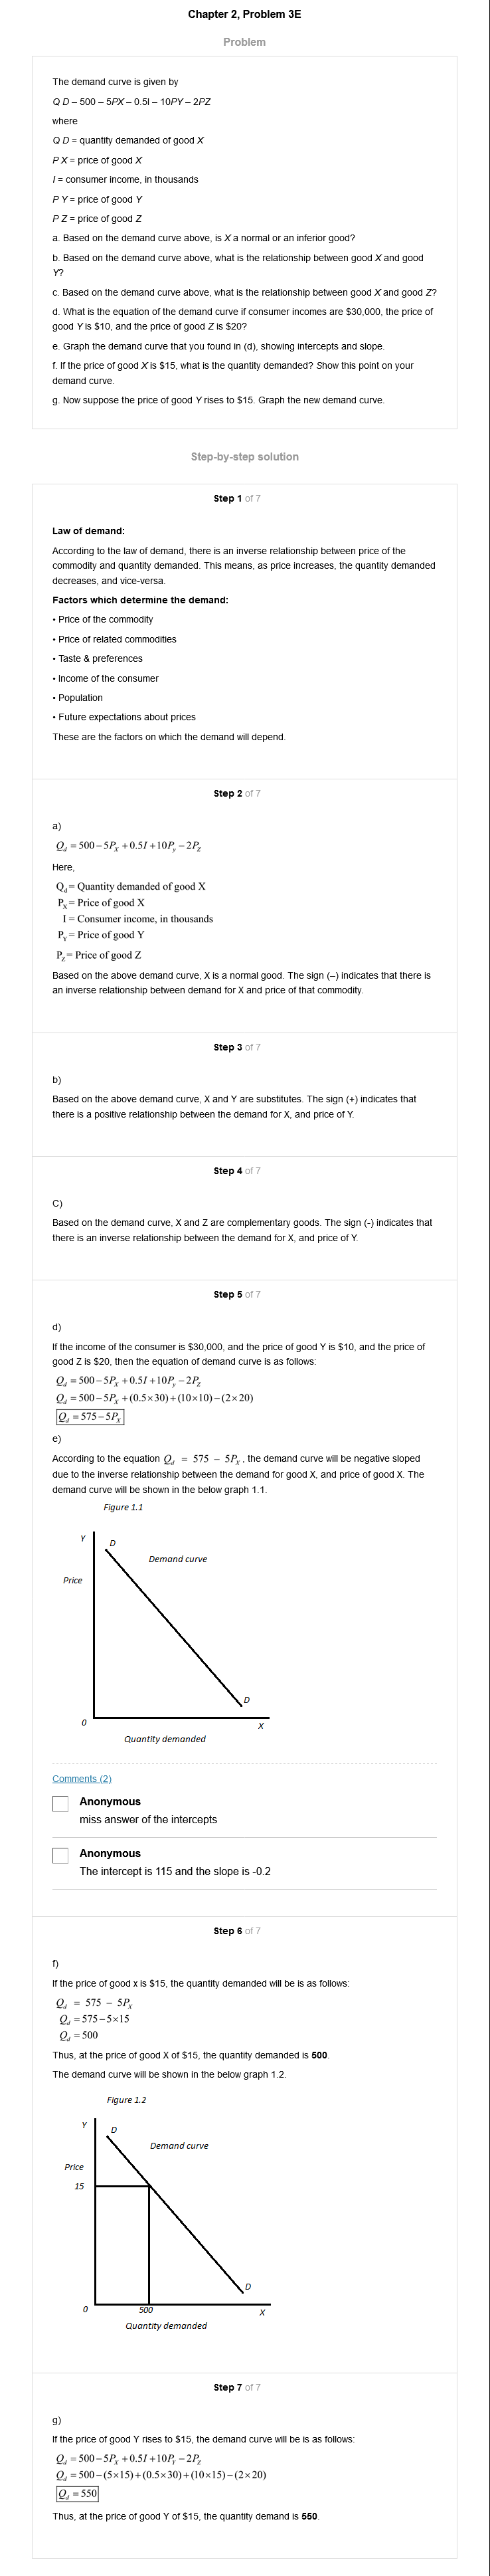 Chapter 2, Problem 3E
Problem
The demand curve is given by
Q D – 500 – 5PX – 0.5I – 10PY – 2PZ
where
Q D = quantity demanded of good X
P X = price of good X
I = consumer income, in thousands
P Y = price of good Y
P Z = price of good Z
a. Based on the demand curve above, is X a normal or an inferior good?
b. Based on the demand curve above, what is the relationship between good X and good
Y?
c. Based on the demand curve above, what is the relationship between good X and good Z?
d. What is the equation of the demand curve if consumer incomes are $30,000, the price of
good Y is $10, and the price of good Z is $20?
e. Graph the demand curve that you found in (d), showing intercepts and slope.
f. If the price of good X is $15, what is the quantity demanded? Show this point on your
demand curve.
g. Now suppose the price of good Y rises to $15. Graph the new demand curve.
Step-by-step solution
Step 1 of 7
Law of demand:
According to the law of demand, there is an inverse relationship between price of the
commodity and quantity demanded. This means, as price increases, the quantity demanded
decreases, and vice-versa.
Factors which determine the demand:
• Price of the commodity
• Price of related commodities
• Taste & preferences
• Income of the consumer
• Population
• Future expectations about prices
These are the factors on which the demand will depend.
Step 2 of 7
a)
Q_d = 500 – 5P_X + 0.5I + 10P_y – 2P_Z
Here,
Q_d = Quantity demanded of good X
P_X = Price of good X
I = Consumer income, in thousands
P_Y = Price of good Y
P_Z = Price of good Z
Based on the above demand curve, X is a normal good. The sign (–) indicates that there is
an inverse relationship between demand for X and price of that commodity.
Step 3 of 7
b)
Based on the above demand curve, X and Y are substitutes. The sign (+) indicates that
there is a positive relationship between the demand for X, and price of Y.
Step 4 of 7
C)
Based on the demand curve, X and Z are complementary goods. The sign (-) indicates that
there is an inverse relationship between the demand for X, and price of Y.
Step 5 of 7
d)
If the income of the consumer is $30,000, and the price of good Y is $10, and the price of
good Z is $20, then the equation of demand curve is as follows:
Q_d = 500 – 5P_X + 0.5I + 10P_y – 2P_Z
Q_d = 500 – 5P_X + (0.5×30) + (10×10) – (2×20)
Q_d = 575 – 5P_X
e)
According to the equation Q_d = 575 – 5P_X, the demand curve will be negative sloped
due to the inverse relationship between the demand for good X, and price of good X. The
demand curve will be shown in the below graph 1.1.
Figure 1.1
Y
D
Demand curve
Price
D
0
X
Quantity demanded
Comments (2)
Anonymous
miss answer of the intercepts
Anonymous
The intercept is 115 and the slope is -0.2
Step 6 of 7
f)
If the price of good x is $15, the quantity demanded will be is as follows:
Q_d = 575 – 5P_X
Q_d = 575 – 5×15
Q_d = 500
Thus, at the price of good X of $15, the quantity demanded is 500.
The demand curve will be shown in the below graph 1.2.
Figure 1.2
Y
D
Demand curve
Price
15
D
0
500
X
Quantity demanded
Step 7 of 7
g)
If the price of good Y rises to $15, the demand curve will be is as follows:
Q_d = 500 – 5P_X + 0.5I + 10P_Y – 2P_Z
Q_d = 500 – (5×15) + (0.5×30) + (10×15) – (2×20)
Q_d = 550
Thus, at the price of good Y of $15, the quantity demand is 550.